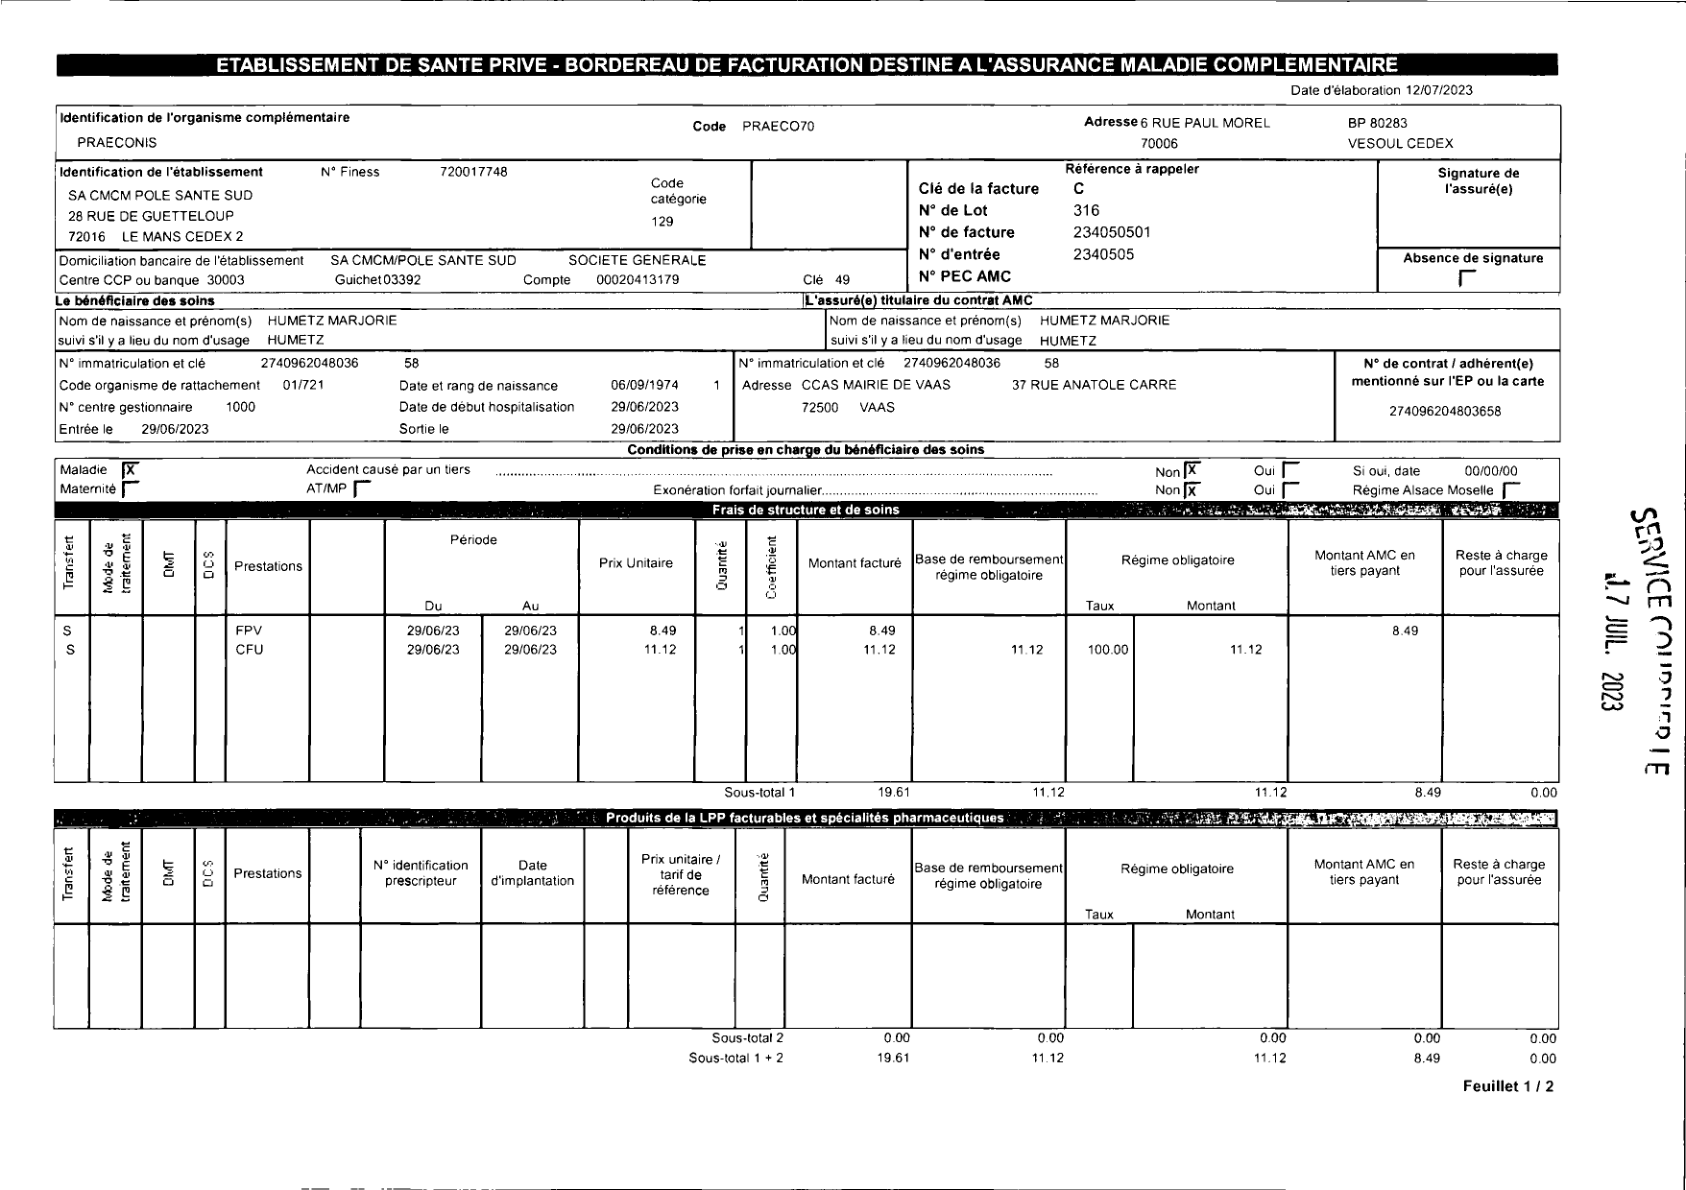 ETABLISSEMENT DE SANTE PRIVE - BORDEREAU DE FACTURATION DESTINE A L'ASSURANCE MALADIE COMPLEMENTAIRE
Date d'élaboration 12/07/2023
Identification de l'organisme complémentaire
PRAECONIS
Code PRAECO70
Adresse 6 RUE PAUL MOREL BP 80283
70006 VESOUL CEDEX
Identification de l'établissement N° Finess 720017748
SA CMCM POLE SANTE SUD
28 RUE DE GUETTELOUP
72016 LE MANS CEDEX 2
Code
catégorie
129
Référence à rappeler
Clé de la facture C
N° de Lot 316
N° de facture 234050501
N° d'entrée 2340505
N° PEC AMC
Signature de
l'assuré(e)
Absence de signature
Domiciliation bancaire de l'établissement SA CMCM/POLE SANTE SUD SOCIETE GENERALE
Centre CCP ou banque 30003 Guichet 03392 Compte 00020413179 Clé 49
Le bénéficiaire des soins
Nom de naissance et prénom(s) HUMETZ MARJORIE
suivi s'il y a lieu du nom d'usage HUMETZ
N° immatriculation et clé 2740962048036 58
Code organisme de rattachement 01/721 Date et rang de naissance 06/09/1974 1
N° centre gestionnaire 1000 Date de début hospitalisation 29/06/2023
Entrée le 29/06/2023 Sortie le 29/06/2023
L'assuré(e) titulaire du contrat AMC
Nom de naissance et prénom(s) HUMETZ MARJORIE
suivi s'il y a lieu du nom d'usage HUMETZ
N° immatriculation et clé 2740962048036 58
Adresse CCAS MAIRIE DE VAAS 37 RUE ANATOLE CARRE
72500 VAAS
N° de contrat / adhérent(e)
mentionné sur l'EP ou la carte
274096204803658
Conditions de prise en charge du bénéficiaire des soins
Maladie X Accident causé par un tiers Non X Oui Si oui, date 00/00/00
Maternité AT/MP Exonération forfait journalier Non X Oui Régime Alsace Moselle
Frais de structure et de soins
Transfert
Mode de
traitement
DMT
DCS
Prestations
Période
Du Au
Prix Unitaire
Quantité
Coefficient
Montant facturé
Base de remboursement
régime obligatoire
Régime obligatoire
Taux Montant
Montant AMC en
tiers payant
Reste à charge
pour l'assurée
S FPV 29/06/23 29/06/23 8.49 1 1.00 8.49 8.49
S CFU 29/06/23 29/06/23 11.12 1 1.00 11.12 11.12 100.00 11.12
Sous-total 1 19.61 11.12 11.12 8.49 0.00
Produits de la LPP facturables et spécialités pharmaceutiques
Transfert
Mode de
traitement
DMT
DCS
Prestations
N° identification
prescripteur
Date
d'implantation
Prix unitaire /
tarif de
référence
Quantité
Montant facturé
Base de remboursement
régime obligatoire
Régime obligatoire
Taux Montant
Montant AMC en
tiers payant
Reste à charge
pour l'assurée
Sous-total 2 0.00 0.00 0.00 0.00 0.00
Sous-total 1 + 2 19.61 11.12 11.12 8.49 0.00
Feuillet 1 / 2
SERVICE
17 JUIL. 2023